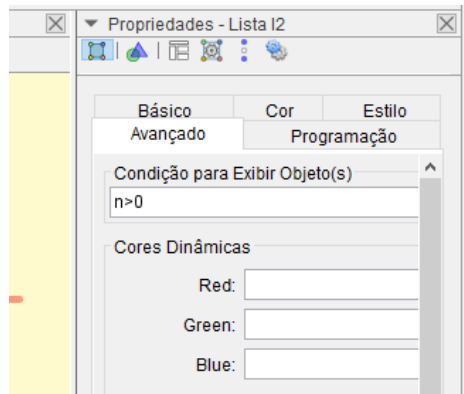 Propriedades - Lista l2
Básico Cor Estilo
Avançado Programação
Condição para Exibir Objeto(s)
n>0
Cores Dinâmicas
Red:
Green:
Blue: